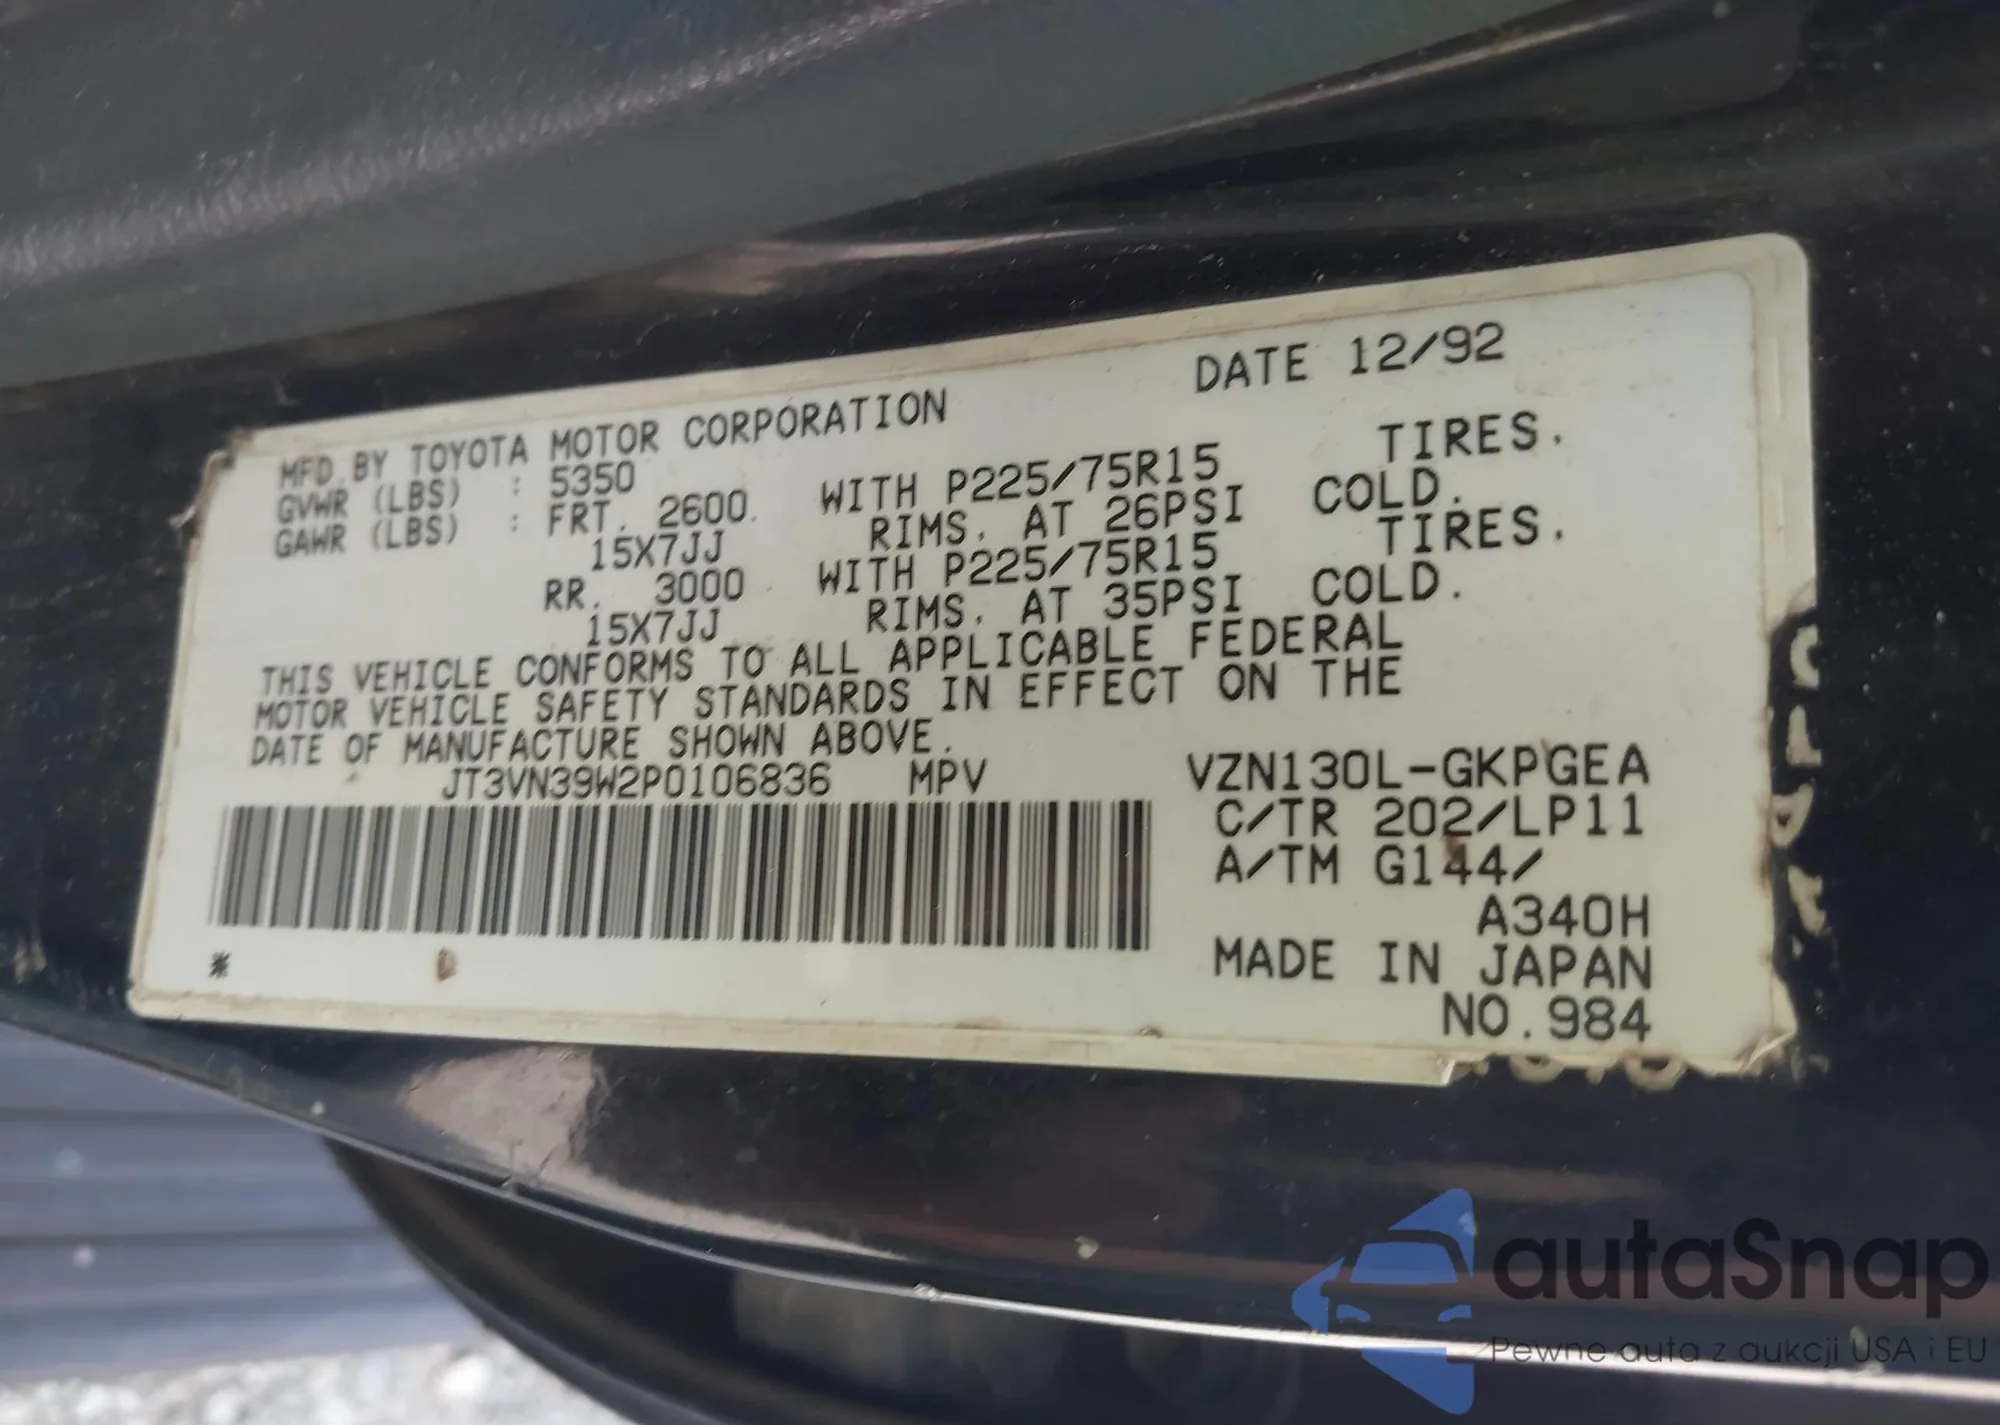 DATE 12/92
MFD.BY TOYOTA MOTOR CORPORATION
GVWR (LBS) : 5350
GAWR (LBS) : FRT. 2600. WITH P225/75R15 TIRES.
15X7JJ RIMS. AT 26PSI COLD.
RR. 3000 WITH P225/75R15 TIRES.
15X7JJ RIMS. AT 35PSI COLD.
THIS VEHICLE CONFORMS TO ALL APPLICABLE FEDERAL
MOTOR VEHICLE SAFETY STANDARDS IN EFFECT ON THE
DATE OF MANUFACTURE SHOWN ABOVE.
JT3VN39W2P0106836 MPV VZN130L-GKPGEA
C/TR 202/LP11
A/TM G144/
A340H
MADE IN JAPAN
* NO.984
autaSnap
Pewne auta z aukcji USA i EU